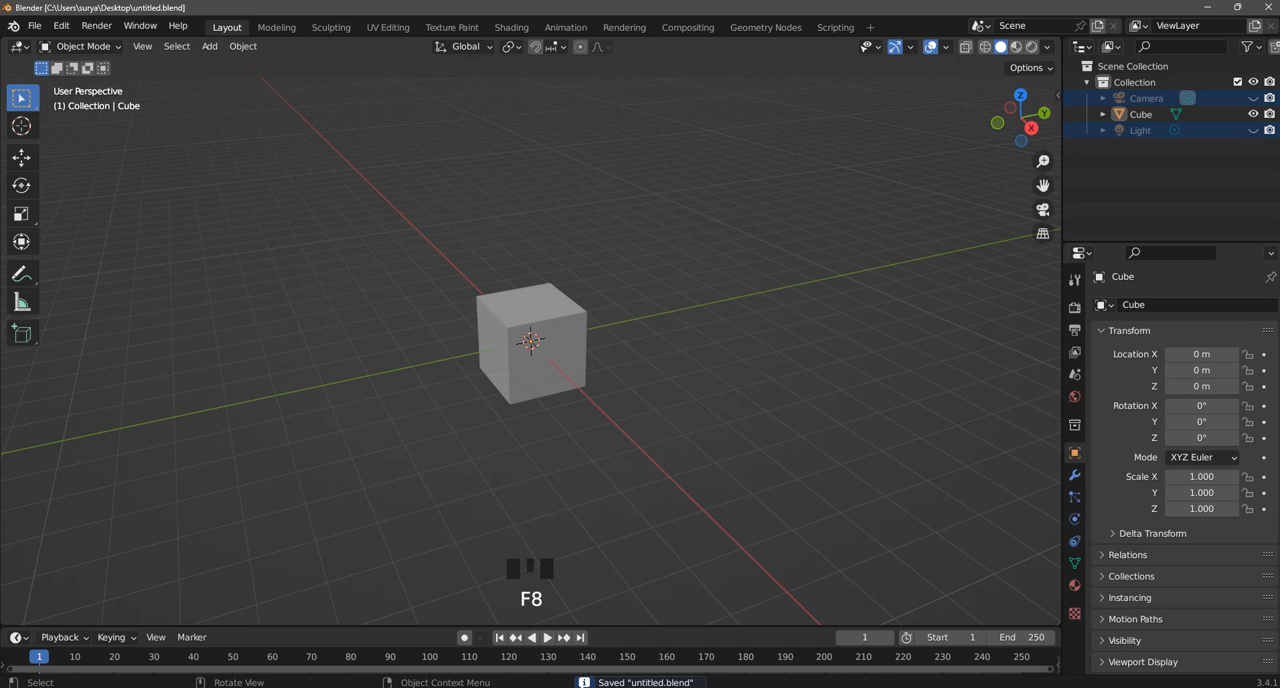 Blender [C:\Users\surya\Desktop\untitled.blend]
File Edit Render Window Help Layout Modeling Sculpting UV Editing Texture Paint Shading Animation Rendering Compositing Geometry Nodes Scripting + Scene ViewLayer
Object Mode View Select Add Object Global
Options
User Perspective
(1) Collection | Cube
Z
Y
X
F8
Scene Collection
Collection
Camera
Cube
Light
Cube
Cube
Transform
Location X 0 m
Y 0 m
Z 0 m
Rotation X 0°
Y 0°
Z 0°
Mode XYZ Euler
Scale X 1.000
Y 1.000
Z 1.000
Delta Transform
Relations
Collections
Instancing
Motion Paths
Visibility
Viewport Display
Playback Keying View Marker 1 Start 1 End 250
1 10 20 30 40 50 60 70 80 90 100 110 120 130 140 150 160 170 180 190 200 210 220 230 240 250
Select Rotate View Object Context Menu Saved "untitled.blend" 3.4.1